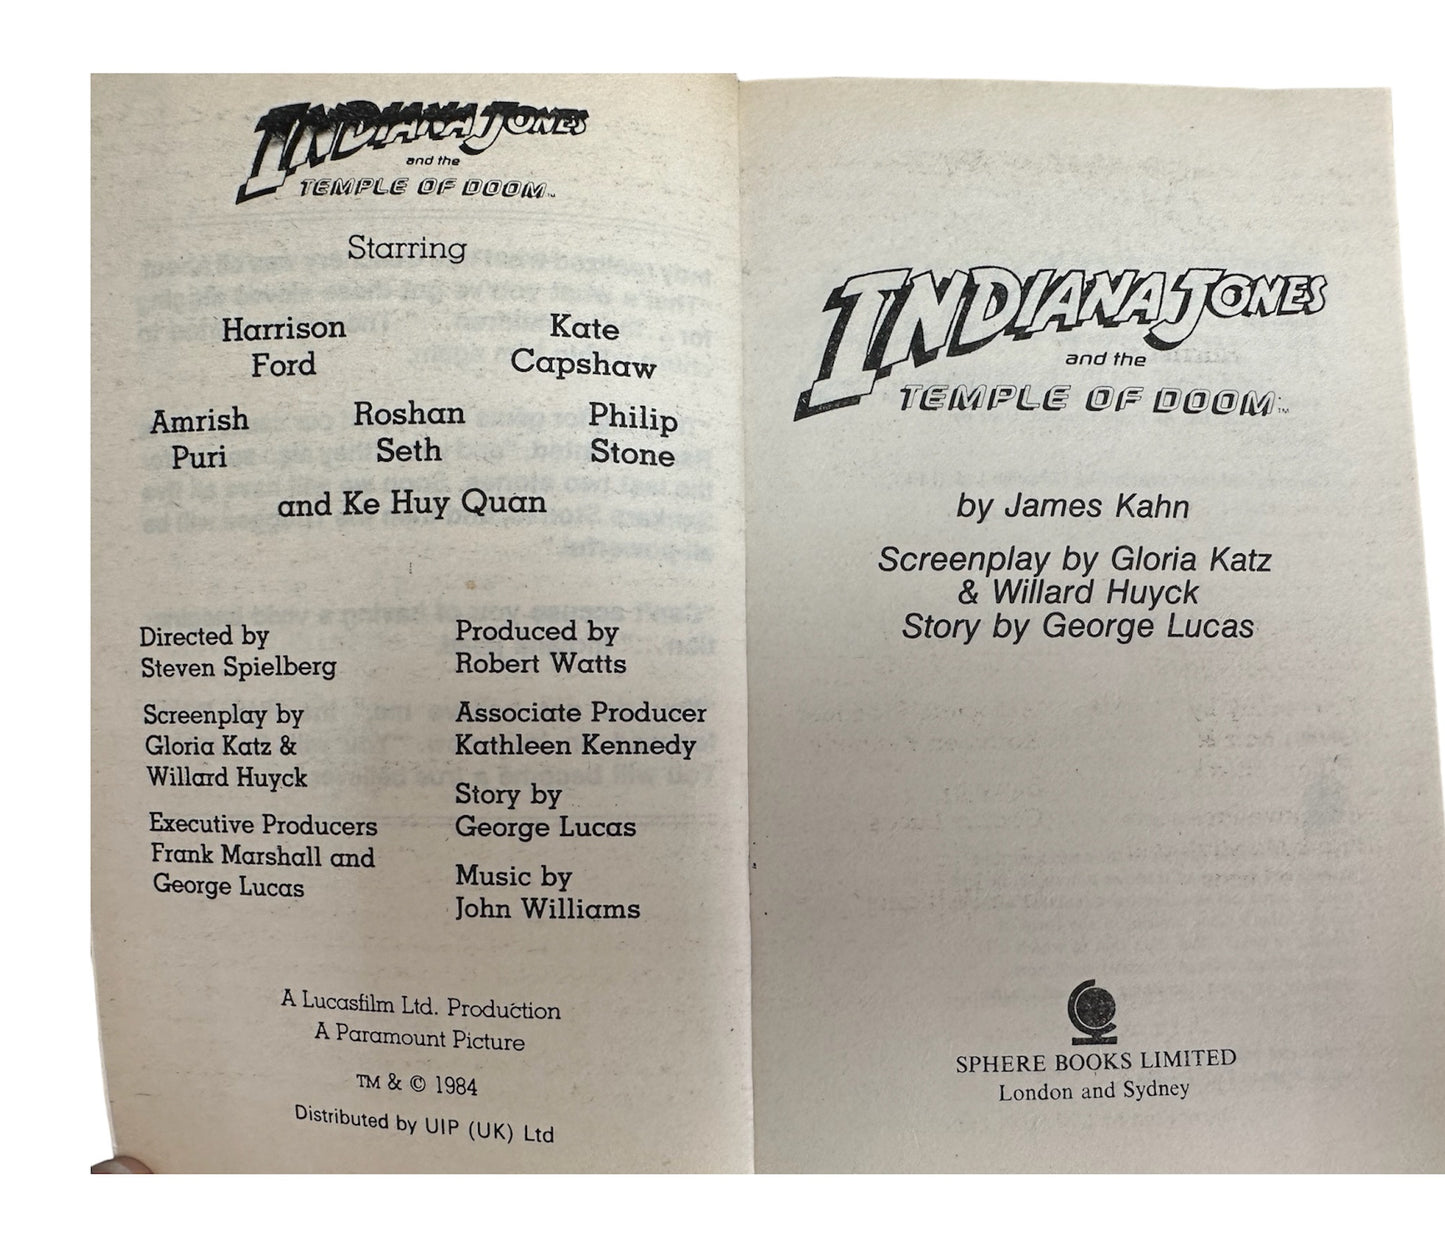 INDIANA JONES
and the
TEMPLE OF DOOM™
Starring
Harrison
Ford
Kate
Capshaw
Amrish
Puri
Roshan
Seth
Philip
Stone
and Ke Huy Quan
Directed by
Steven Spielberg
Screenplay by
Gloria Katz &
Willard Huyck
Executive Producers
Frank Marshall and
George Lucas
Produced by
Robert Watts
Associate Producer
Kathleen Kennedy
Story by
George Lucas
Music by
John Williams
A Lucasfilm Ltd. Production
A Paramount Picture
TM & © 1984
Distributed by UIP (UK) Ltd
INDIANA JONES
and the
TEMPLE OF DOOM™
by James Kahn
Screenplay by Gloria Katz
& Willard Huyck
Story by George Lucas
SPHERE BOOKS LIMITED
London and Sydney